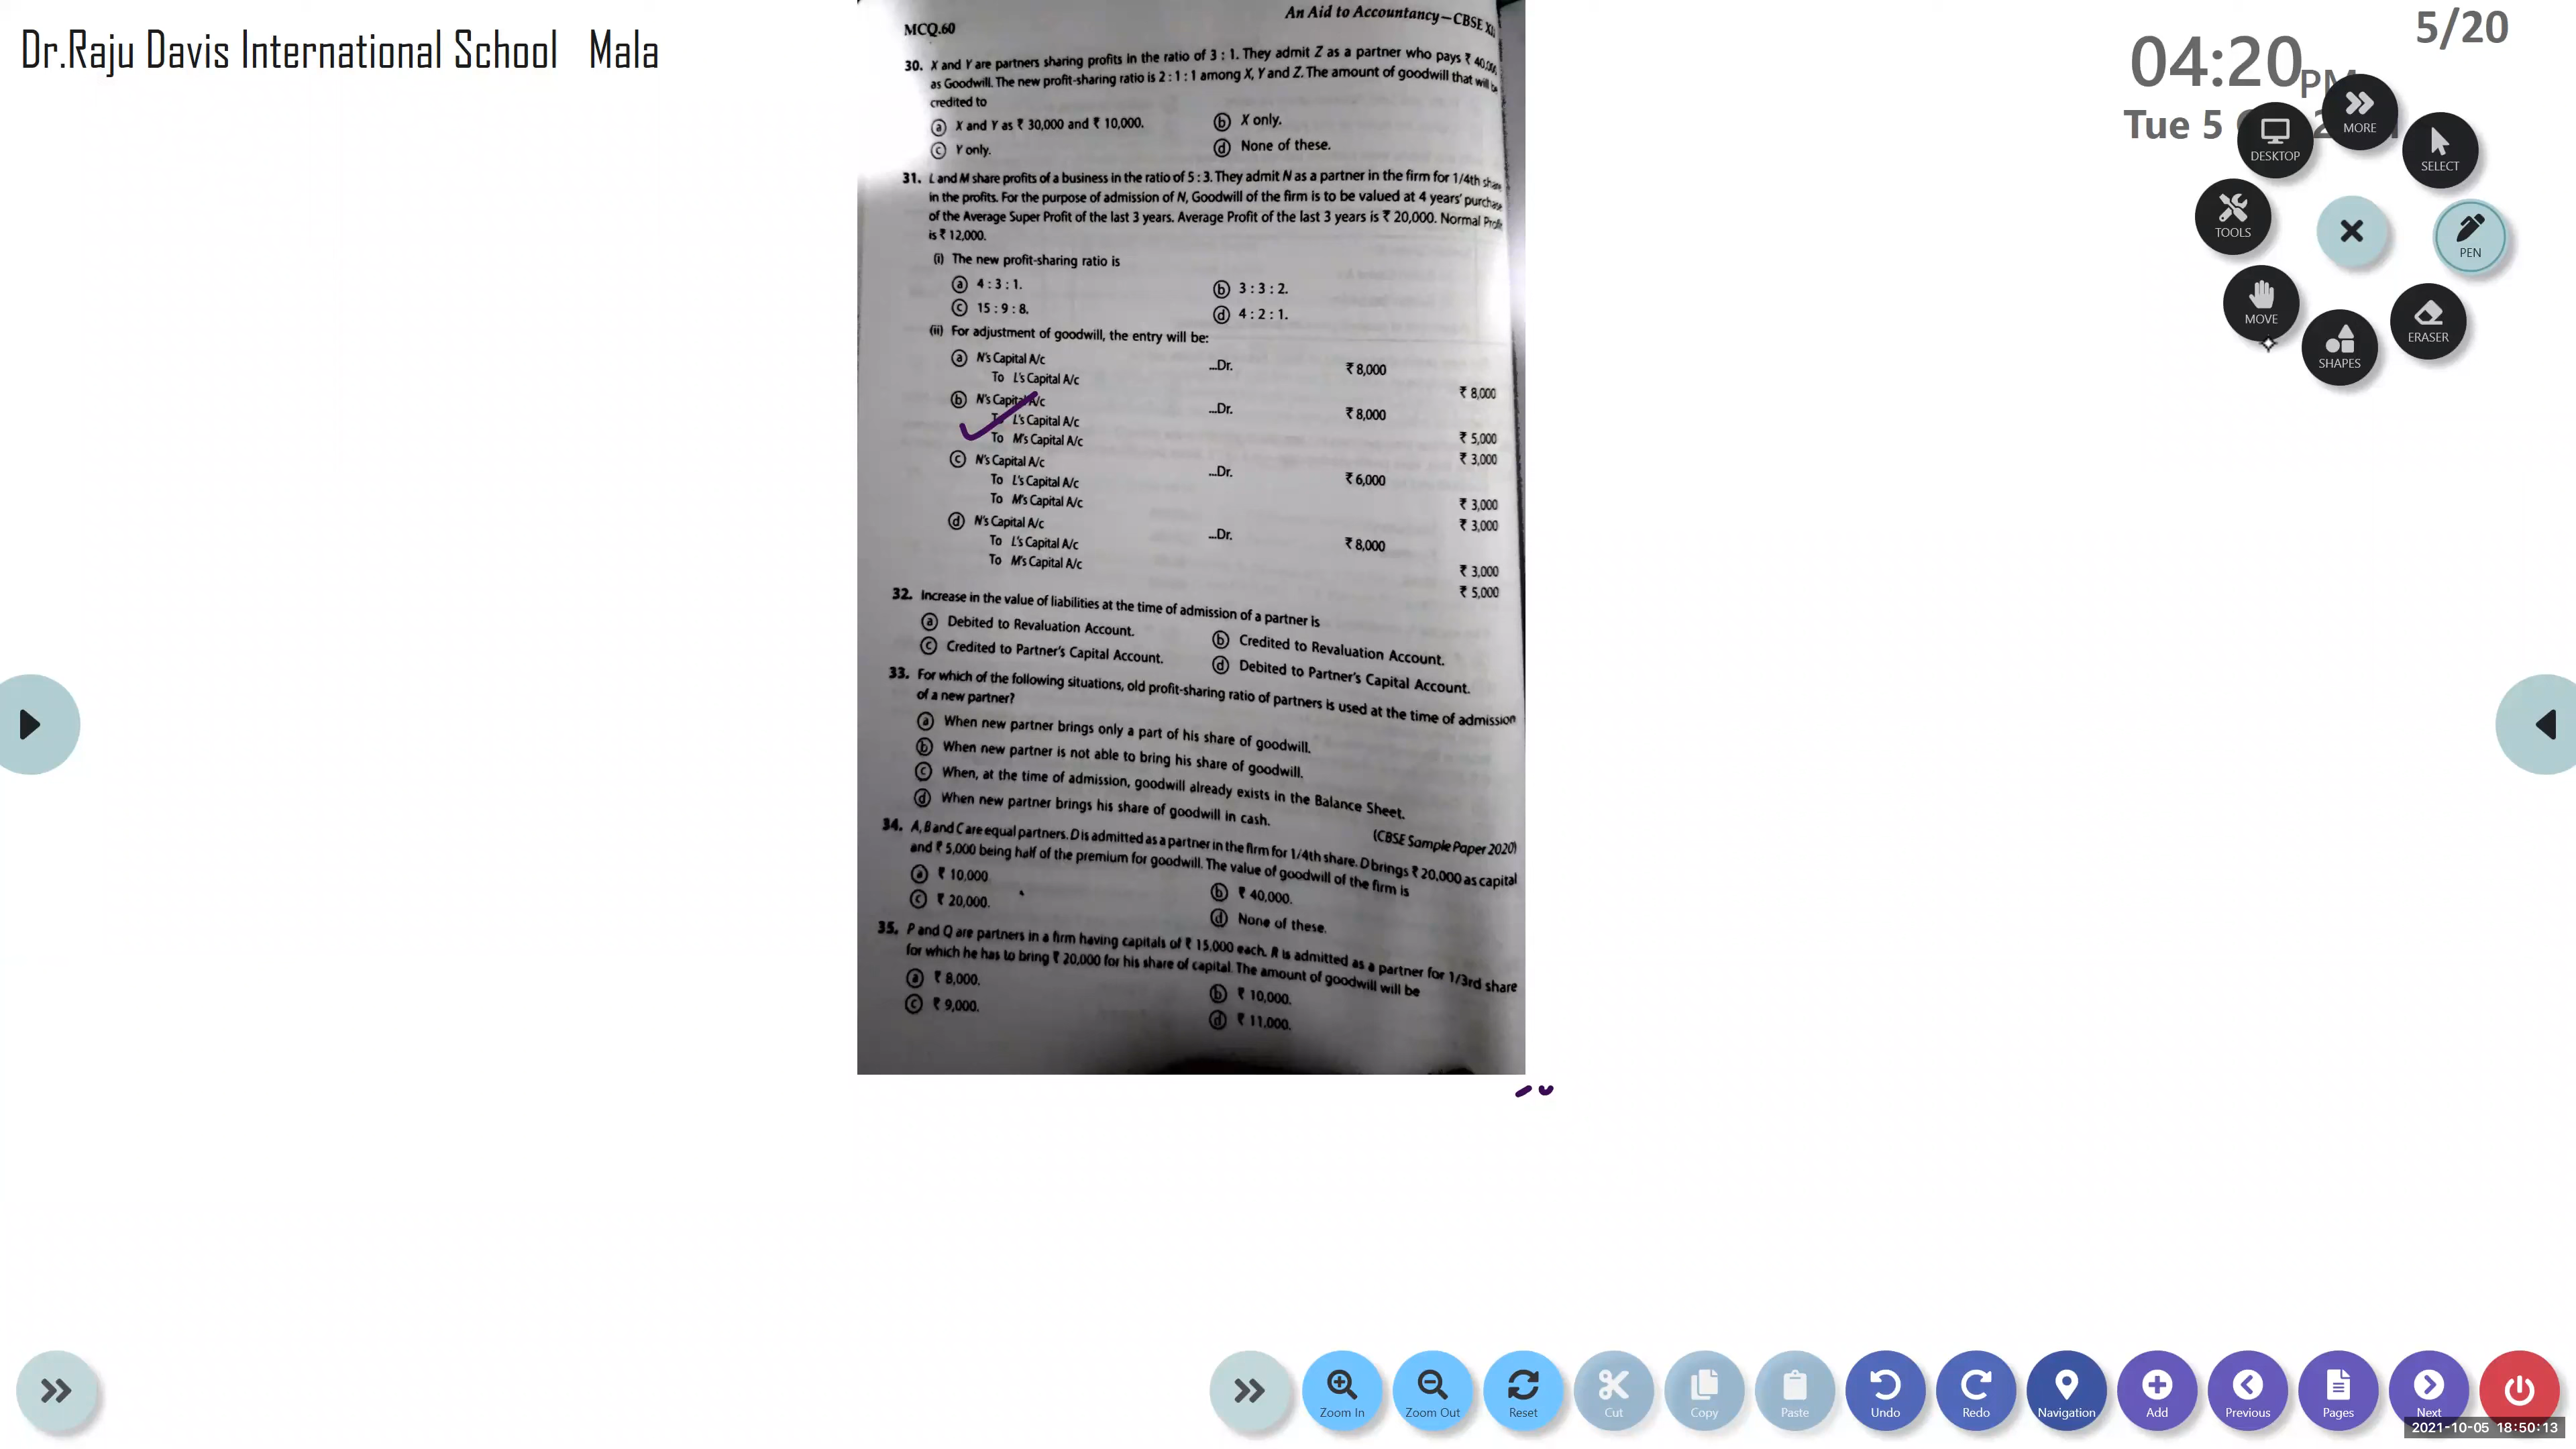 Dr.Raju Davis International School Mala
5/20
04:20
Tue 5
MCQ.60
An Aid to Accountancy—CBSE XII
30. X and Y are partners sharing profits in the ratio of 3 : 1. They admit Z as a partner who pays ₹ 40,000
as Goodwill. The new profit-sharing ratio is 2 : 1 : 1 among X, Y and Z. The amount of goodwill that will be
credited to
ⓐ X and Y as ₹ 30,000 and ₹ 10,000. ⓑ X only.
ⓒ Y only. ⓓ None of these.
31. L and M share profits of a business in the ratio of 5 : 3. They admit N as a partner in the firm for 1/4th share
in the profits. For the purpose of admission of N, Goodwill of the firm is to be valued at 4 years' purchase
of the Average Super Profit of the last 3 years. Average Profit of the last 3 years is ₹ 20,000. Normal Profit
is ₹ 12,000.
(i) The new profit-sharing ratio is
ⓐ 4 : 3 : 1. ⓑ 3 : 3 : 2.
ⓒ 15 : 9 : 8. ⓓ 4 : 2 : 1.
(ii) For adjustment of goodwill, the entry will be:
ⓐ N's Capital A/c ...Dr. ₹ 8,000
To L's Capital A/c ₹ 8,000
ⓑ N's Capital A/c ...Dr. ₹ 8,000
To L's Capital A/c ₹ 5,000
To M's Capital A/c ₹ 3,000
ⓒ N's Capital A/c ...Dr. ₹ 6,000
To L's Capital A/c ₹ 3,000
To M's Capital A/c ₹ 3,000
ⓓ N's Capital A/c ...Dr. ₹ 8,000
To L's Capital A/c ₹ 3,000
To M's Capital A/c ₹ 5,000
32. Increase in the value of liabilities at the time of admission of a partner is
ⓐ Debited to Revaluation Account. ⓑ Credited to Revaluation Account.
ⓒ Credited to Partner's Capital Account. ⓓ Debited to Partner's Capital Account.
33. For which of the following situations, old profit-sharing ratio of partners is used at the time of admission
of a new partner?
ⓐ When new partner brings only a part of his share of goodwill.
ⓑ When new partner is not able to bring his share of goodwill.
ⓒ When, at the time of admission, goodwill already exists in the Balance Sheet.
ⓓ When new partner brings his share of goodwill in cash.
(CBSE Sample Paper 2020)
34. A, B and C are equal partners. D is admitted as a partner in the firm for 1/4th share. D brings ₹ 20,000 as capital
and ₹ 5,000 being half of the premium for goodwill. The value of goodwill of the firm is
ⓐ ₹ 10,000 ⓑ ₹ 40,000.
ⓒ ₹ 20,000. ⓓ None of these.
35. P and Q are partners in a firm having capitals of ₹ 15,000 each. R is admitted as a partner for 1/3rd share
for which he has to bring ₹ 20,000 for his share of capital. The amount of goodwill will be
ⓐ ₹ 8,000. ⓑ ₹ 10,000.
ⓒ ₹ 9,000. ⓓ ₹ 11,000.
MORE
DESKTOP
SELECT
TOOLS
PEN
MOVE
ERASER
SHAPES
Zoom In
Zoom Out
Reset
Cut
Copy
Paste
Undo
Redo
Navigation
Add
Previous
Pages
Next
2021-10-05 18:50:13